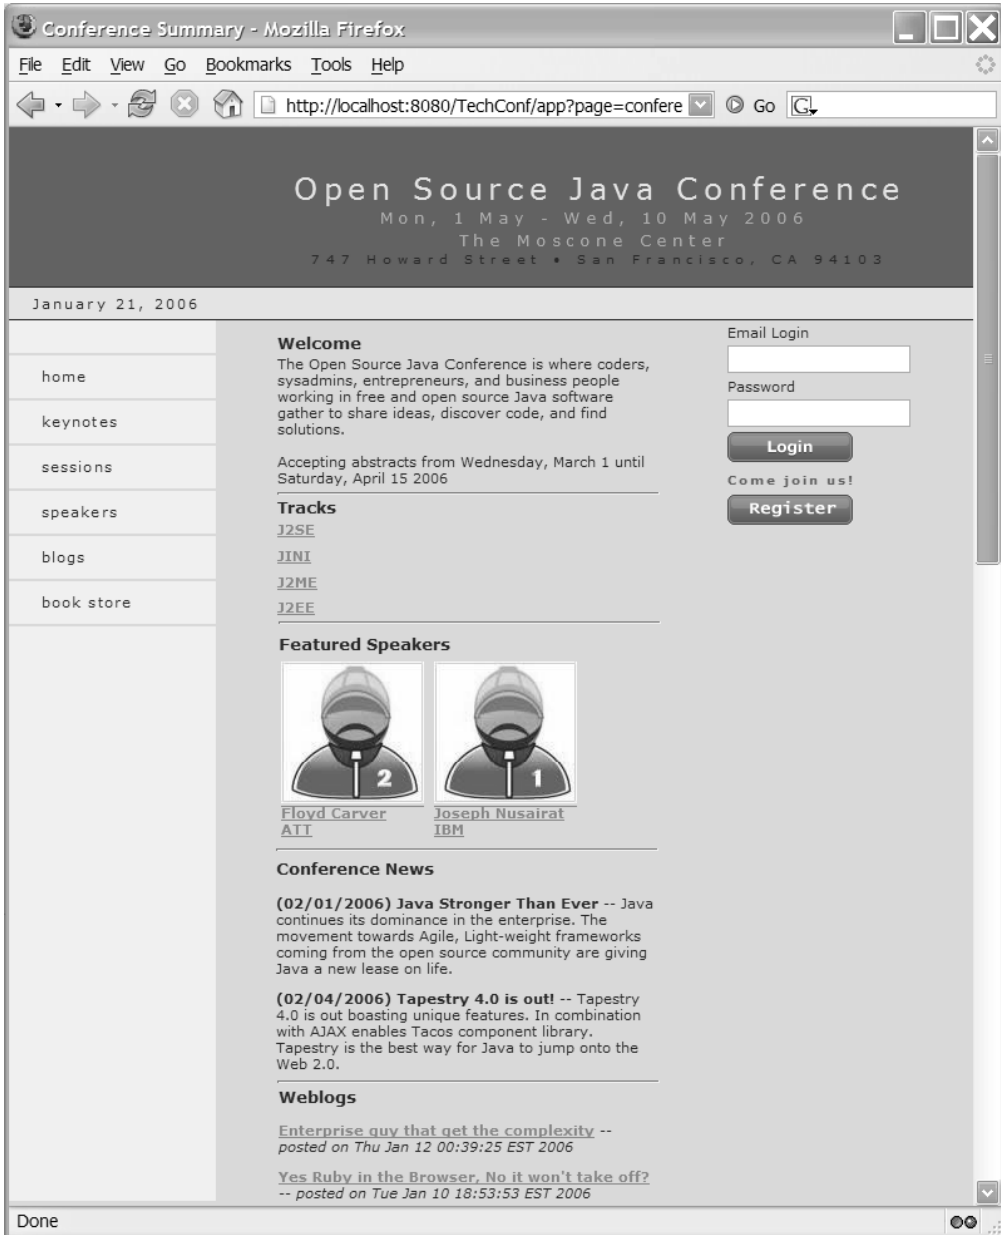 Conference Summary - Mozilla Firefox
File Edit View Go Bookmarks Tools Help
http://localhost:8080/TechConf/app?page=confere Go G
Open Source Java Conference
Mon, 1 May - Wed, 10 May 2006
The Moscone Center
747 Howard Street • San Francisco, CA 94103
January 21, 2006
home
keynotes
sessions
speakers
blogs
book store
Welcome
The Open Source Java Conference is where coders,
sysadmins, entrepreneurs, and business people
working in free and open source Java software
gather to share ideas, discover code, and find
solutions.
Accepting abstracts from Wednesday, March 1 until
Saturday, April 15 2006
Tracks
J2SE
JINI
J2ME
J2EE
Featured Speakers
2
1
Floyd Carver
ATT
Joseph Nusairat
IBM
Conference News
(02/01/2006) Java Stronger Than Ever -- Java
continues its dominance in the enterprise. The
movement towards Agile, Light-weight frameworks
coming from the open source community are giving
Java a new lease on life.
(02/04/2006) Tapestry 4.0 is out! -- Tapestry
4.0 is out boasting unique features. In combination
with AJAX enables Tacos component library.
Tapestry is the best way for Java to jump onto the
Web 2.0.
Weblogs
Enterprise guy that get the complexity --
posted on Thu Jan 12 00:39:25 EST 2006
Yes Ruby in the Browser, No it won't take off?
-- posted on Tue Jan 10 18:53:53 EST 2006
Email Login
Password
Login
Come join us!
Register
Done